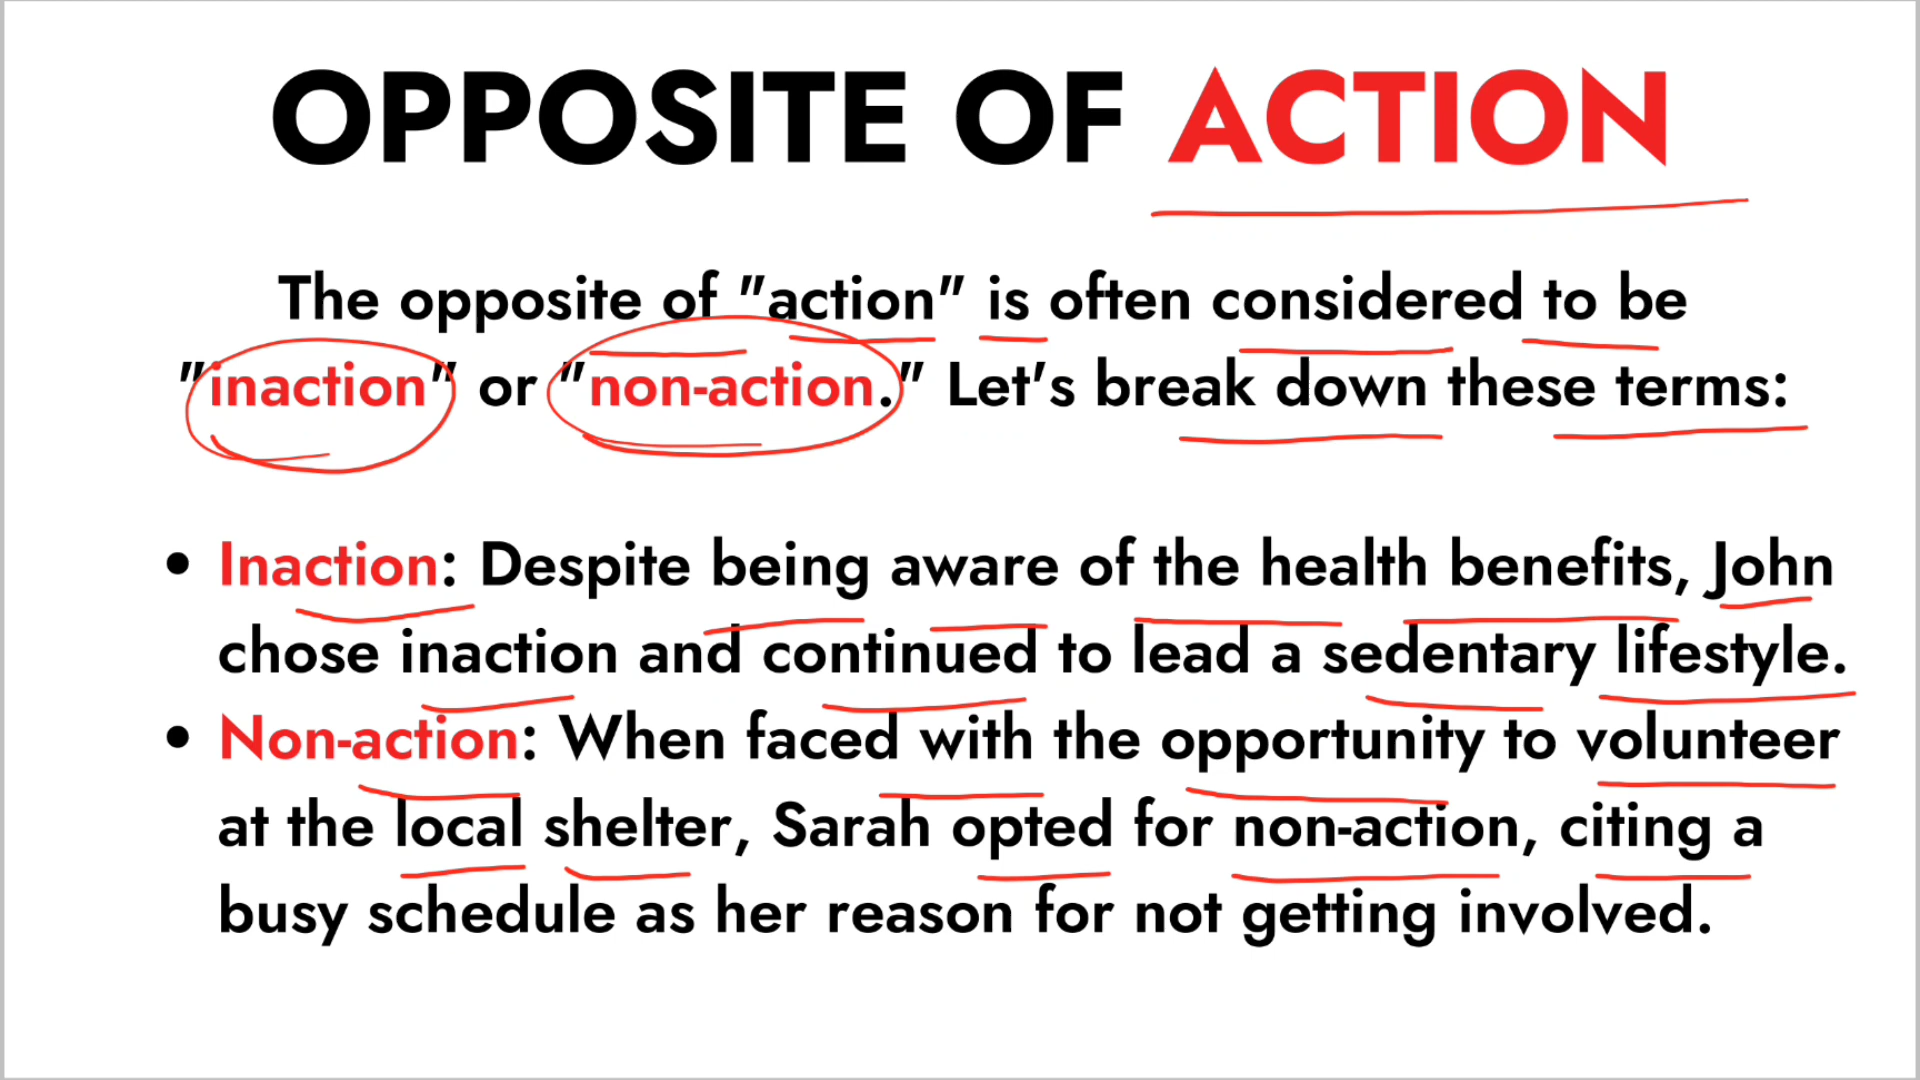 OPPOSITE OF ACTION
The opposite of "action" is often considered to be
"inaction" or "non-action." Let's break down these terms:
• Inaction: Despite being aware of the health benefits, John
chose inaction and continued to lead a sedentary lifestyle.
• Non-action: When faced with the opportunity to volunteer
at the local shelter, Sarah opted for non-action, citing a
busy schedule as her reason for not getting involved.